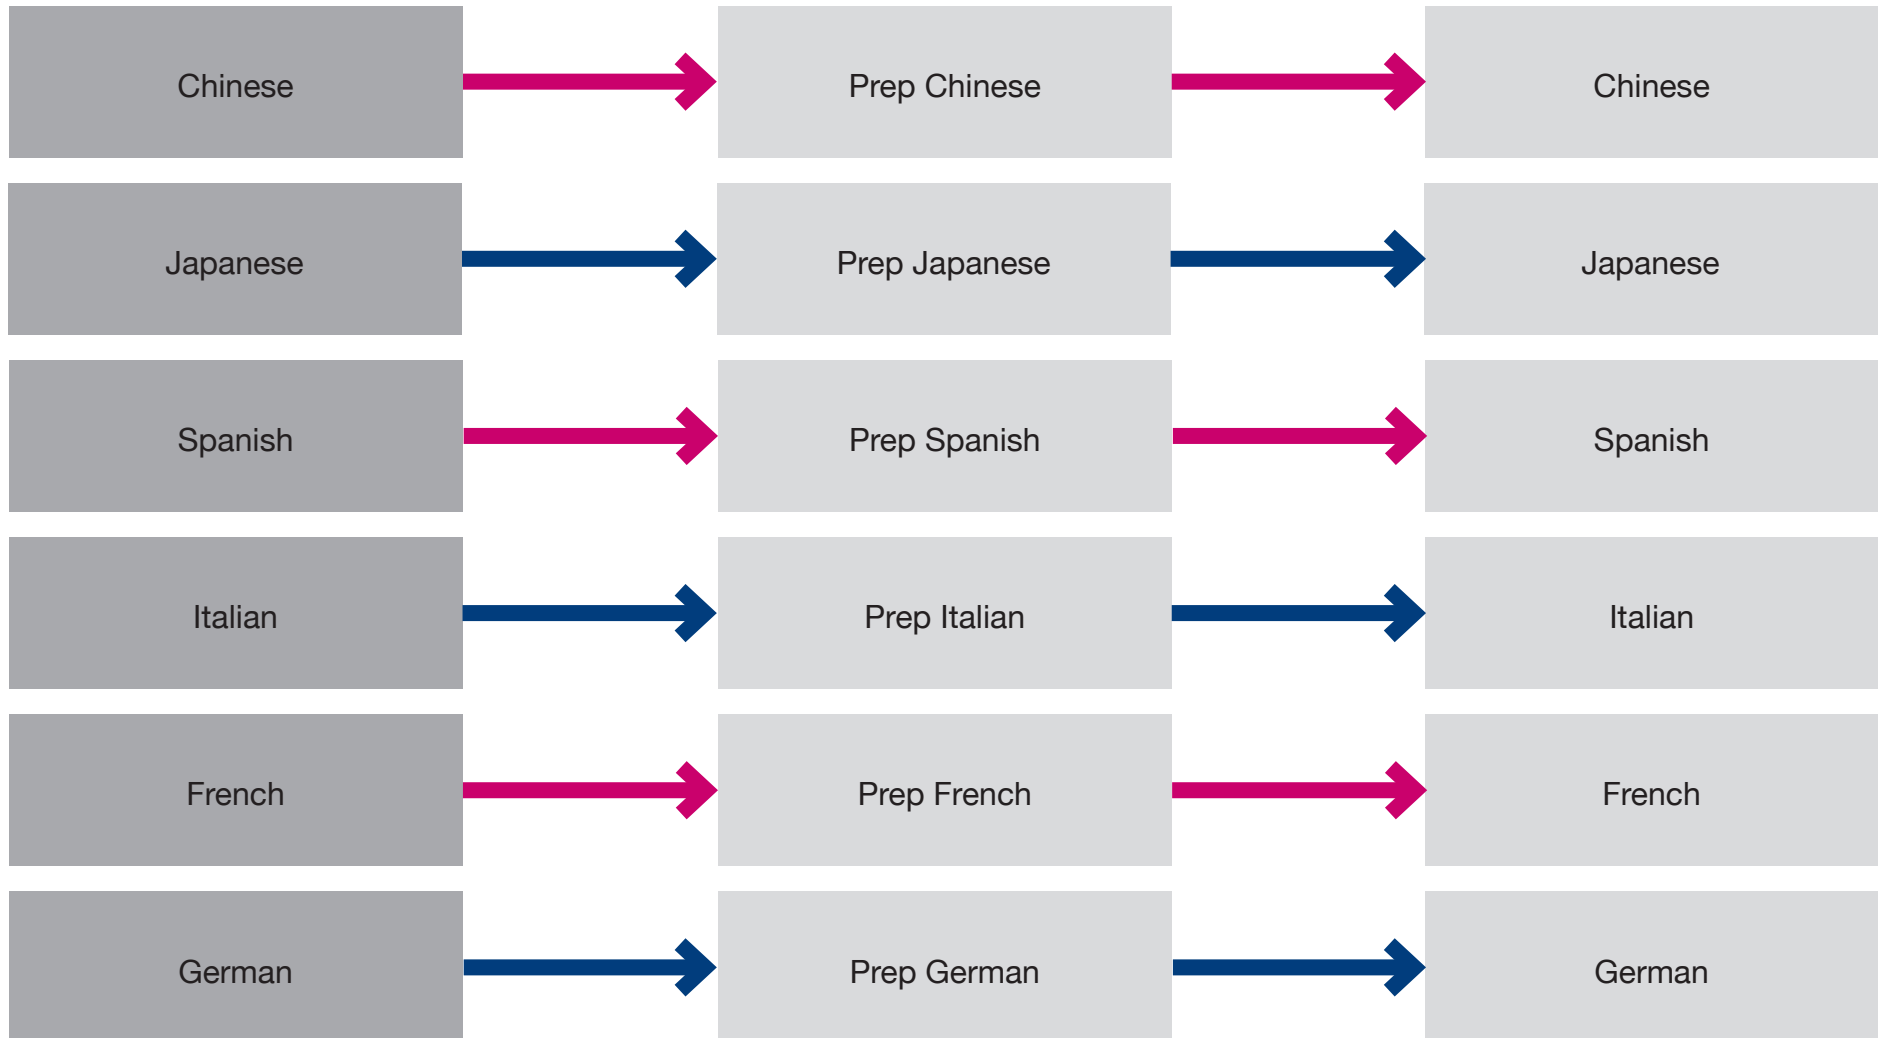 Chinese
Prep Chinese
Chinese
Japanese
Prep Japanese
Japanese
Spanish
Prep Spanish
Spanish
Italian
Prep Italian
Italian
French
Prep French
French
German
Prep German
German